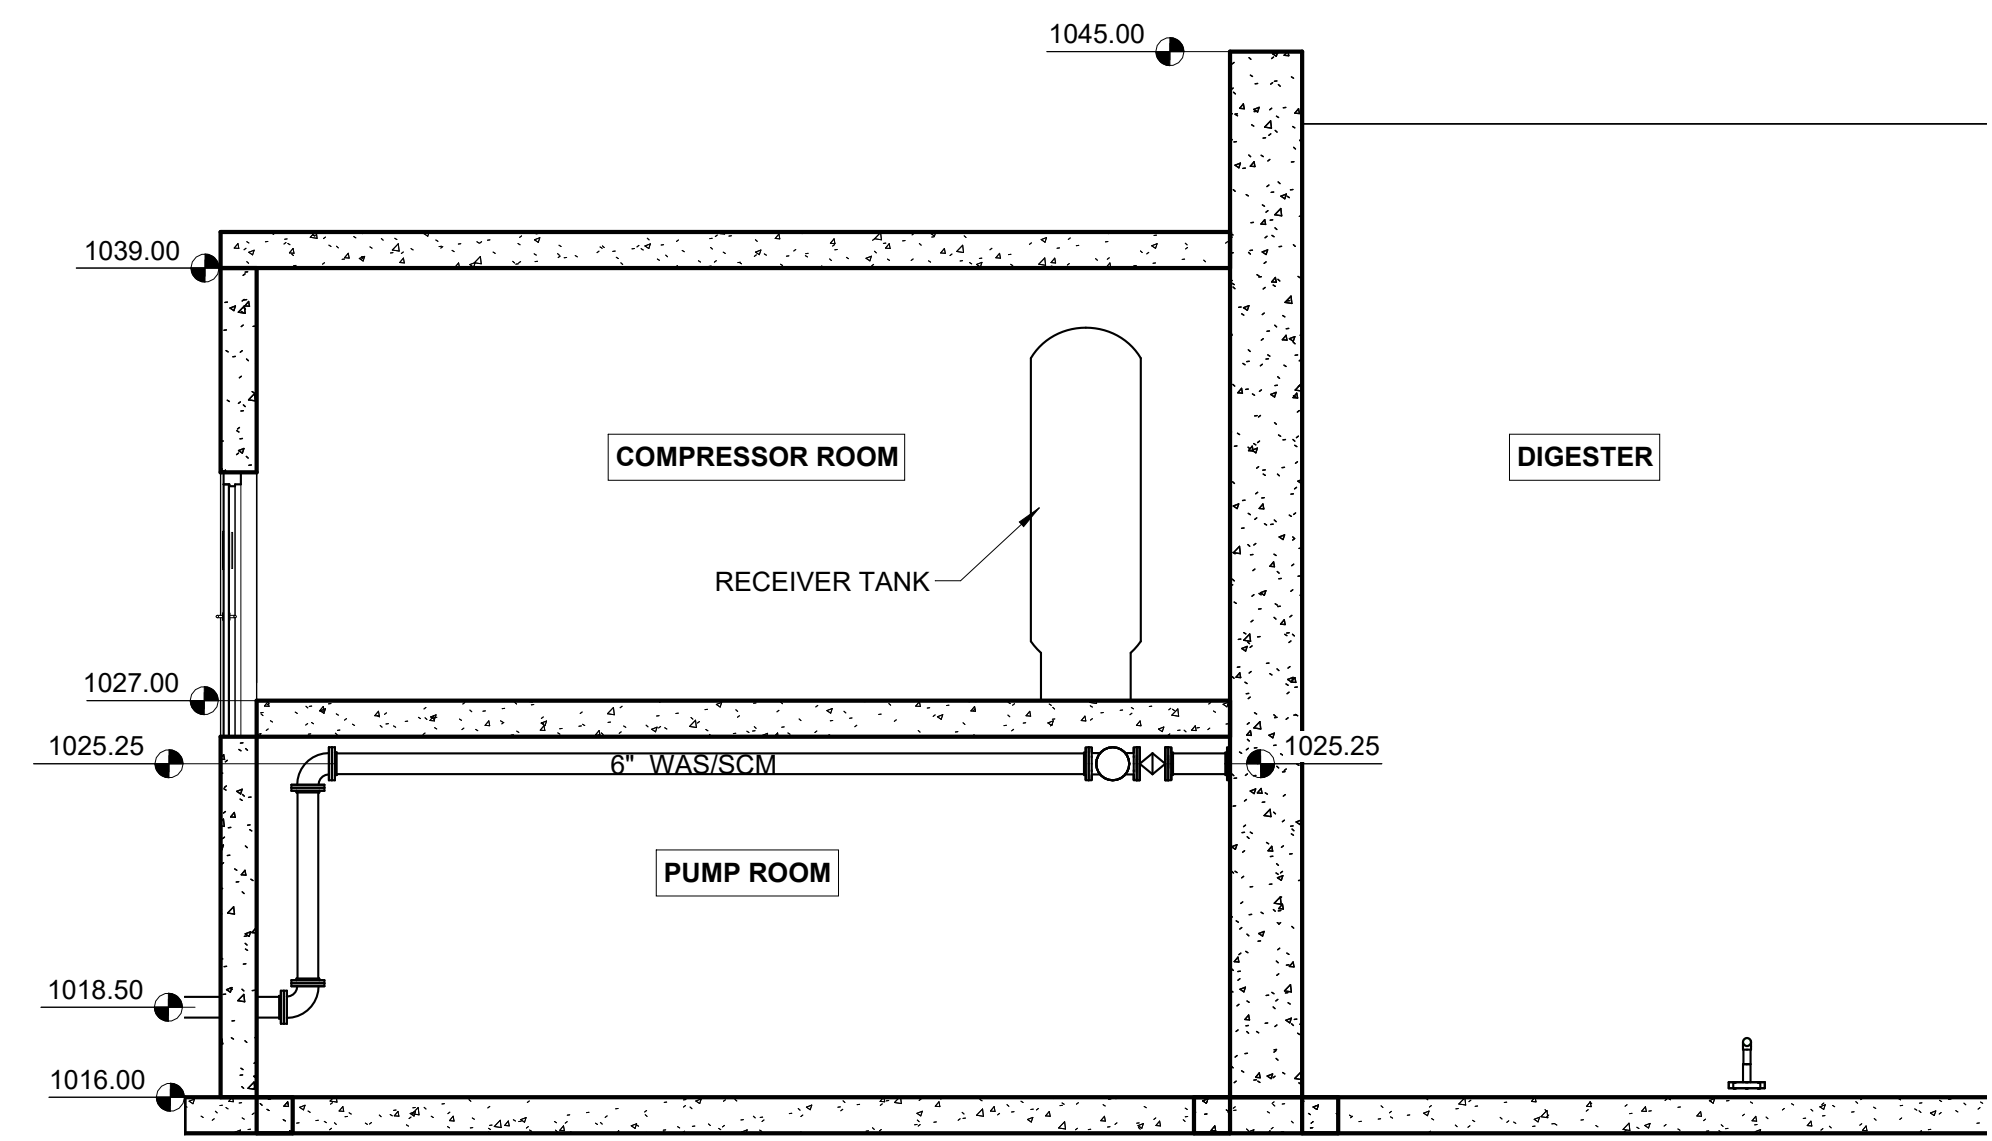 1045.00
1039.00
COMPRESSOR ROOM
DIGESTER
RECEIVER TANK
1027.00
1025.25
6" WAS/SCM
1025.25
PUMP ROOM
1018.50
1016.00